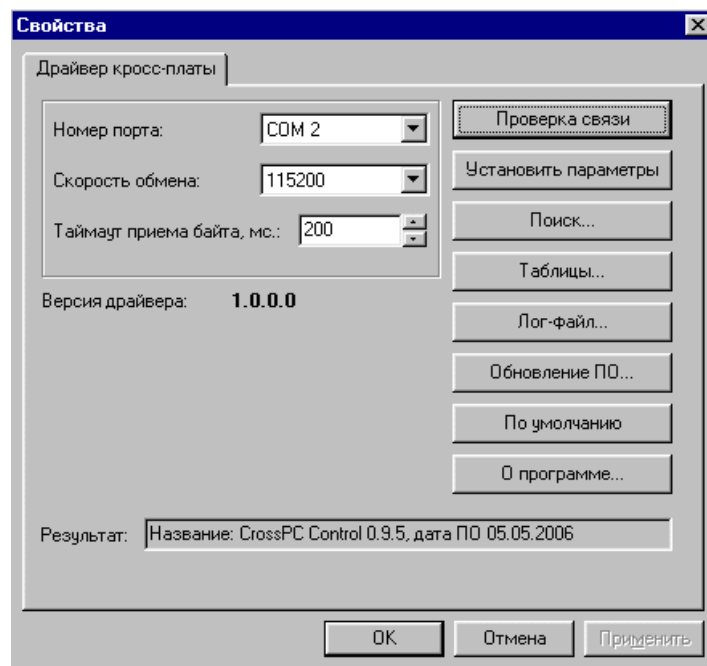 Свойства
Драйвер кросс-платы
Номер порта: COM 2
Скорость обмена: 115200
Таймаут приема байта, мс.: 200
Версия драйвера: 1.0.0.0
Проверка связи
Установить параметры
Поиск...
Таблицы...
Лог-файл...
Обновление ПО...
По умолчанию
О программе...
Результат: Название: CrossPC Control 0.9.5, дата ПО 05.05.2006
OK Отмена Применить